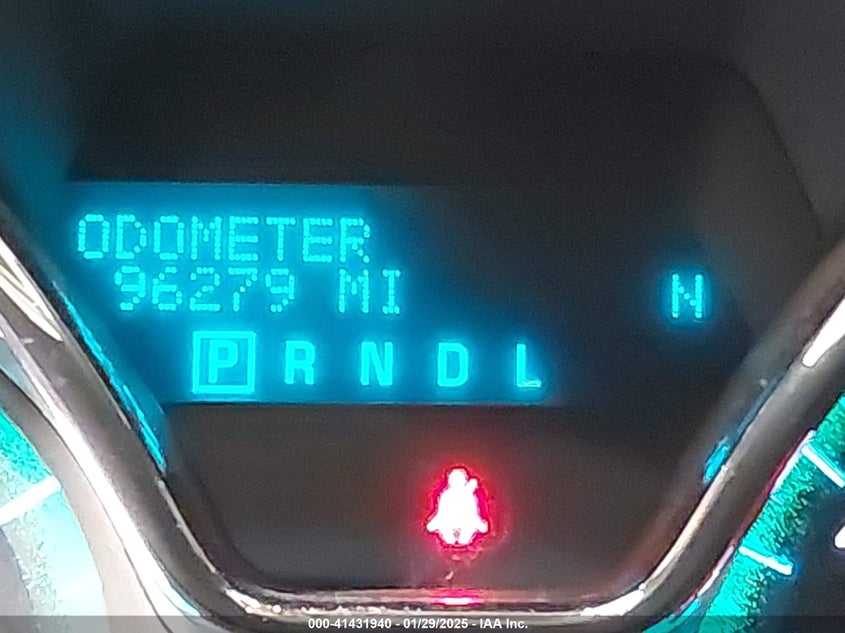 ODOMETER
96279 MI
N
P R N D L
000-41431940 - 01/29/2025 - IAA Inc.